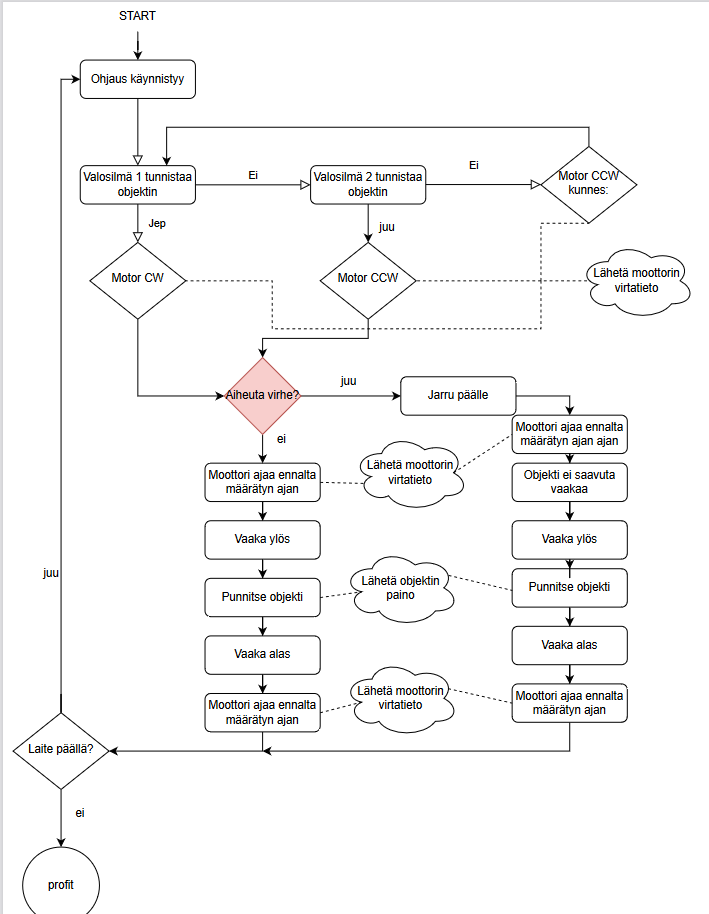 START
Ohjaus käynnistyy
Valosilmä 1 tunnistaa
objektin
Ei
Valosilmä 2 tunnistaa
objektin
Ei
Motor CCW
kunnes:
Jep
juu
Motor CW
Motor CCW
Lähetä moottorin
virtatieto
Aiheuta virhe?
juu
Jarru päälle
ei
Moottori ajaa ennalta
määrätyn ajan ajan
Lähetä moottorin
virtatieto
Moottori ajaa ennalta
määrätyn ajan
Objekti ei saavuta
vaakaa
Vaaka ylös
Vaaka ylös
Punnitse objekti
Lähetä objektin
paino
Punnitse objekti
Vaaka alas
Vaaka alas
Moottori ajaa ennalta
määrätyn ajan
Lähetä moottorin
virtatieto
Moottori ajaa ennalta
määrätyn ajan
juu
Laite päällä?
ei
profit